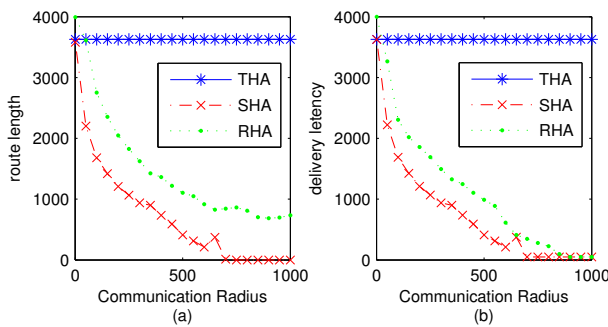 4000
3000
2000
1000
0
0
500
1000
route length
Communication Radius
(a)
THA
SHA
RHA
4000
3000
2000
1000
0
0
500
1000
delivery letency
Communication Radius
(b)
THA
SHA
RHA